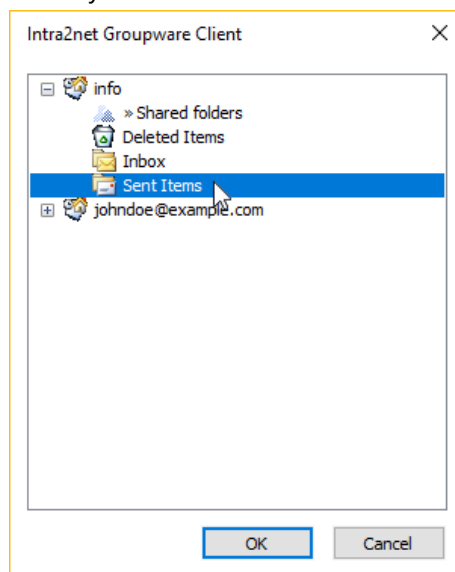 Intra2net Groupware Client
info
» Shared folders
Deleted Items
Inbox
Sent Items
johndoe@example.com
OK
Cancel